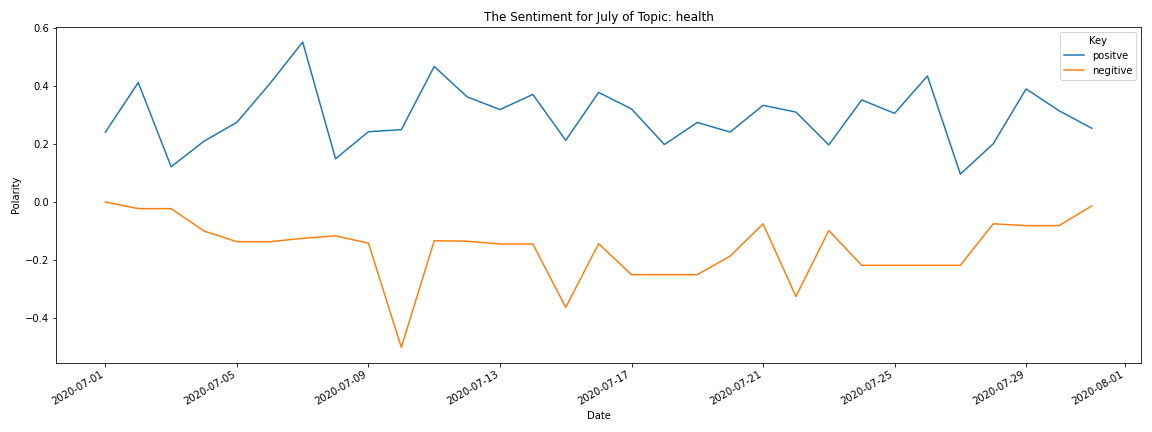 The Sentiment for July of Topic: health
Key
positve
negitive
Polarity
0.6
0.4
0.2
0.0
−0.2
−0.4
2020-07-01
2020-07-05
2020-07-09
2020-07-13
2020-07-17
2020-07-21
2020-07-25
2020-07-29
2020-08-01
Date